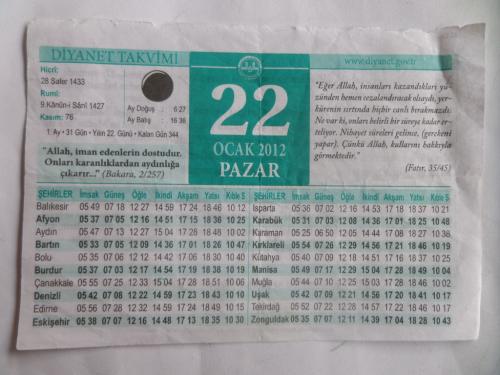 DİYANET TAKVİMİ
www.diyanet.gov.tr
Hicrî:
28 Safer 1433
Rumî:
9.Kânûn-i Sânî 1427
Kasım: 76
Ay Doğuş : 6 27
Ay Batış : 16 36
1. Ay • 31 Gün • Yılın 22. Günü • Kalan Gün 344
"Allah, iman edenlerin dostudur.
Onları karanlıklardan aydınlığa
çıkarır..." (Bakara, 2/257)
22
OCAK 2012
PAZAR
"Eğer Allah, insanları kazandıkları yü-
zünden hemen cezalandıracak olsaydı, yer-
kürenin sırtında hiçbir canlı bırakmazdı.
Ne var ki, onları belirli bir süreye kadar er-
teliyor. Nihayet süreleri gelince, (gerekeni
yapar). Çünkü Allah, kullarını hakkıyla
görmektedir."
(Fatır, 35/45)
ŞEHİRLER İmsak Güneş Öğle İkindi Akşam Yatsı Kıble S
Balıkesir 05 49 07 18 12 27 14 59 17 24 18 46 10 12
Afyon 05 37 07 05 12 16 14 51 17 15 18 36 10 25
Aydın 05 47 07 13 12 27 15 04 17 28 18 49
Bartın 05 33 07 05 12 09 14 36 17 01 18 26 10 47
Bolu 05 35 07 06 12 12 14 42 17 06 18 30 10 40
Burdur 05 37 07 03 12 17 14 54 17 19 18 38 10 19
Çanakkale 05 55 07 25 12 33 15 04 17 28 18 51 10 06
Denizli 05 42 07 08 12 22 14 59 17 23 18 43 10 10
Edirne 05 56 07 28 12 32 14 59 17 24 18 48 10 12
Eskişehir 05 38 07 07 12 16 14 48 17 13 18 35 10 30
ŞEHİRLER İmsak Güneş Öğle İkindi Akşam Yatsı Kıble S
Isparta 05 36 07 02 12 16 14 53 17 18 18 37 10 21
Karabük 05 31 07 03 12 08 14 36 17 01 18 25 10 48
Karaman 05 25 06 50 12 05 14 44 17 09 18 28
Kırklareli 05 54 07 26 12 29 14 56 17 21 18 46 10 19
Kütahya 05 40 07 09 12 18 14 51 17 15 18 37
Manisa 05 49 07 17 12 29 15 04 17 28 18 49 10 04
Muğla 05 44 07 10 12 25 15 03 17 28 18 47
Uşak 05 42 07 09 12 21 14 56 17 20 18 41 10 17
Tekirdağ 05 52 07 22 12 28 14 57 17 22 18 45
Zonguldak 05 35 07 07 12 11 14 39 17 04 18 28 10 43